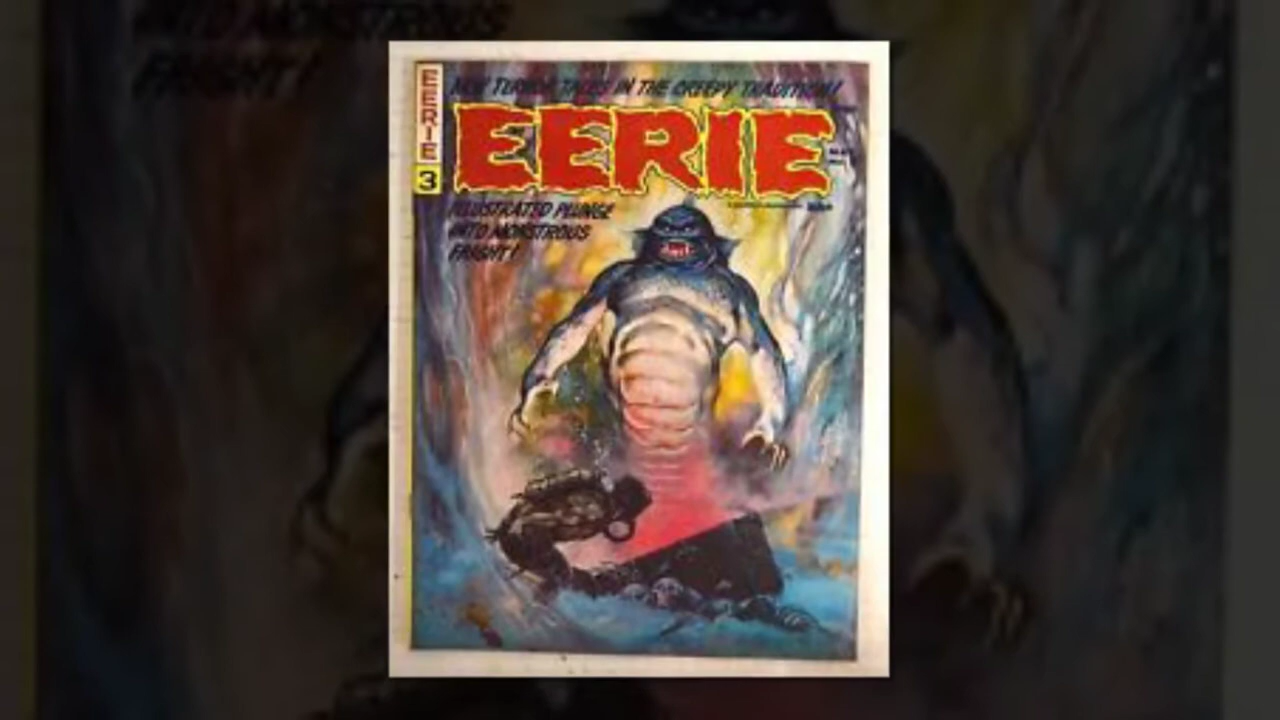 NEW TERROR TALES IN THE CREEPY TRADITION!
EERIE
EERIE
3
ILLUSTRATED PLUNGE
INTO MONSTROUS
FRIGHT!